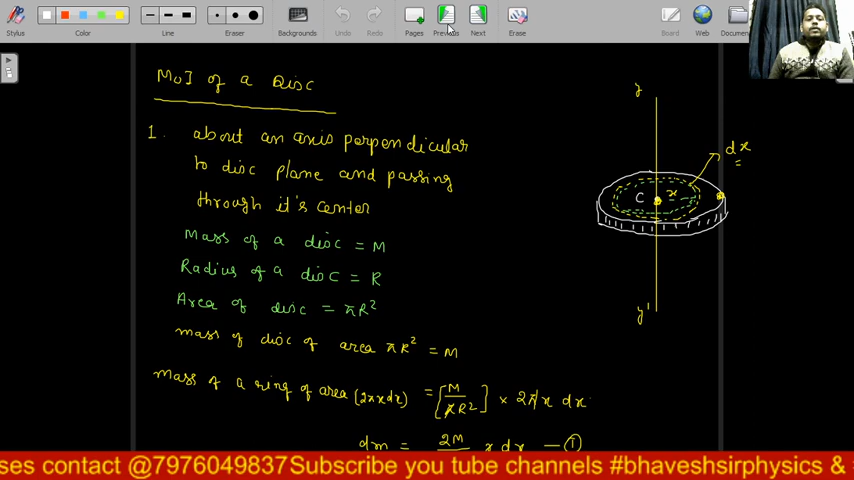 Stylus
Color
Line
Eraser
Backgrounds
Undo
Redo
Pages
Previous
Next
Erase
Board
Web
Docum
MoI of a Disc
1. about an axis perpendicular
to disc plane and passing
through it's center
Mass of a disc = M
Radius of a disc = R
Area of disc = πR²
mass of disc of area πR² = M
Mass of a ring of area (2πxdx) = [M/πR²] × 2πx dx
dm = 2M x dx — ①
y
dx
C
x
y'
ses contact @7976049837Subscribe you tube channels #bhaveshsirphysics &